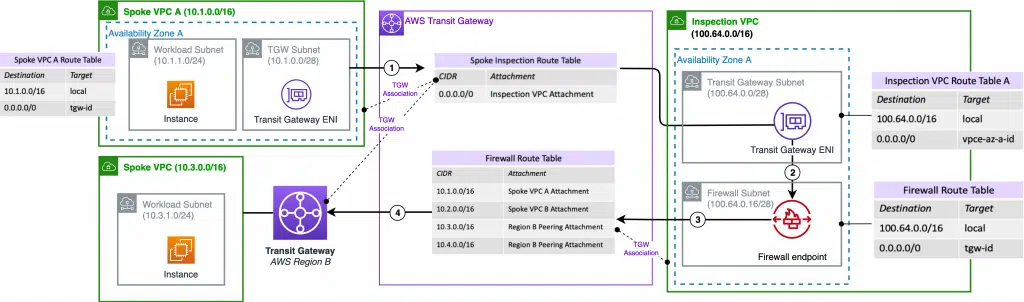 Spoke VPC A (10.1.0.0/16)
Availability Zone A
Workload Subnet
(10.1.1.0/24)
Instance
TGW Subnet
(10.1.0.0/28)
Transit Gateway ENI
Spoke VPC A Route Table
Destination Target
10.1.0.0/16 local
0.0.0.0/0 tgw-id
1
AWS Transit Gateway
Spoke Inspection Route Table
CIDR Attachment
0.0.0.0/0 Inspection VPC Attachment
TGW
Association
TGW
Association
Inspection VPC
(100.64.0.0/16)
Availability Zone A
Transit Gateway Subnet
(100.64.0.0/28)
Transit Gateway ENI
2
Firewall Subnet
(100.64.0.16/28)
Firewall endpoint
Inspection VPC Route Table A
Destination Target
100.64.0.0/16 local
0.0.0.0/0 vpce-az-a-id
Firewall Route Table
Destination Target
100.64.0.0/16 local
0.0.0.0/0 tgw-id
3
TGW
Association
Firewall Route Table
CIDR Attachment
10.1.0.0/16 Spoke VPC A Attachment
10.2.0.0/16 Spoke VPC B Attachment
10.3.0.0/16 Region B Peering Attachment
10.4.0.0/16 Region B Peering Attachment
4
Transit Gateway
AWS Region B
Spoke VPC (10.3.0.0/16)
Workload Subnet
(10.3.1.0/24)
Instance